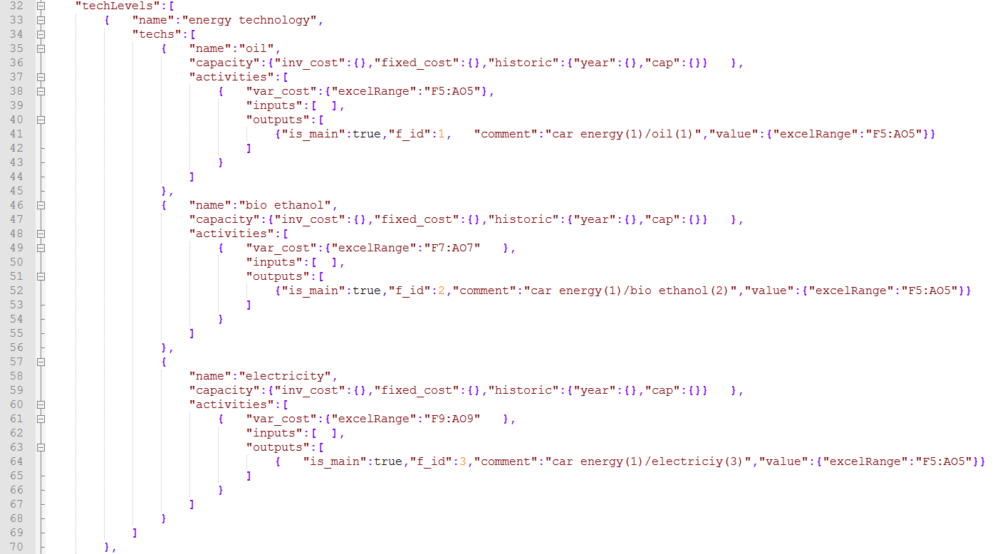 32 "techLevels":[
33 { "name":"energy technology",
34 "techs":[
35 { "name":"oil",
36 "capacity":{"inv_cost":{},"fixed_cost":{},"historic":{"year":{},"cap":{}} },
37 "activities":[
38 { "var_cost":{"excelRange":"F5:AO5"},
39 "inputs":[ ],
40 "outputs":[
41 {"is_main":true,"f_id":1, "comment":"car energy(1)/oil(1)","value":{"excelRange":"F5:AO5"}}
42 ]
43 }
44 ]
45 },
46 { "name":"bio ethanol",
47 "capacity":{"inv_cost":{},"fixed_cost":{},"historic":{"year":{},"cap":{}} },
48 "activities":[
49 { "var_cost":{"excelRange":"F7:AO7" },
50 "inputs":[ ],
51 "outputs":[
52 {"is_main":true,"f_id":2,"comment":"car energy(1)/bio ethanol(2)","value":{"excelRange":"F5:AO5"}}
53 ]
54 }
55 ]
56 },
57 {
58 "name":"electricity",
59 "capacity":{"inv_cost":{},"fixed_cost":{},"historic":{"year":{},"cap":{}} },
60 "activities":[
61 { "var_cost":{"excelRange":"F9:AO9" },
62 "inputs":[ ],
63 "outputs":[
64 { "is_main":true,"f_id":3,"comment":"car energy(1)/electriciy(3)","value":{"excelRange":"F5:AO5"}}
65 ]
66 }
67 ]
68 }
69 ]
70 },